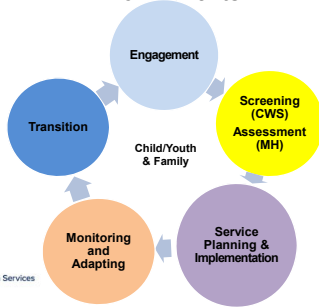 Engagement
Screening
(CWS)
Assessment
(MH)
Transition
Child/Youth
& Family
Monitoring
and
Adapting
Service
Planning &
Implementation
Services